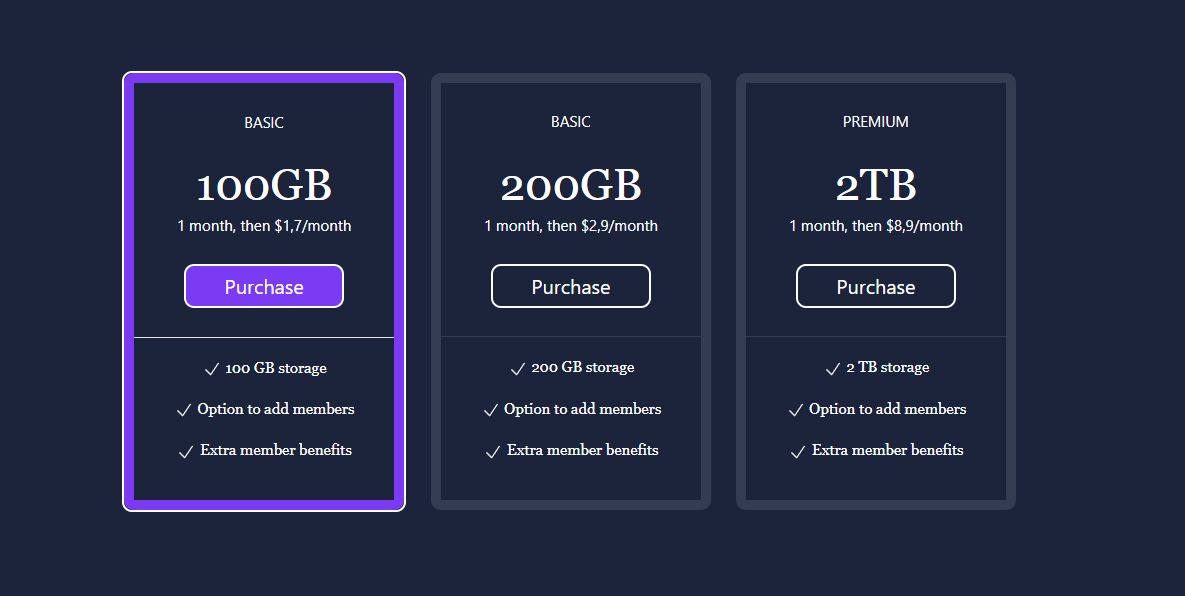 BASIC
100GB
1 month, then $1,7/month
Purchase
100 GB storage
Option to add members
Extra member benefits
BASIC
200GB
1 month, then $2,9/month
Purchase
200 GB storage
Option to add members
Extra member benefits
PREMIUM
2TB
1 month, then $8,9/month
Purchase
2 TB storage
Option to add members
Extra member benefits